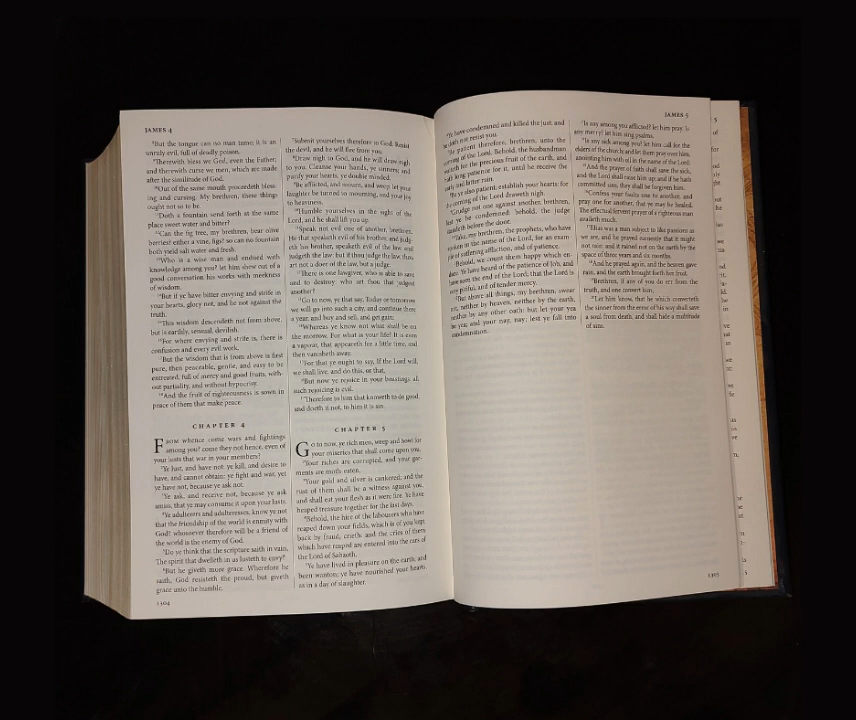 JAMES 4
But the tongue can no man tame; it is an
unruly evil, full of deadly poison.
Therewith bless we God, even the Father;
and therewith curse we men, which are made
after the similitude of God.
Out of the same mouth proceedeth bless-
ing and cursing. My brethren, these things
ought not so to be.
Doth a fountain send forth at the same
place sweet water and bitter?
Can the fig tree, my brethren, bear olive
berries? either a vine, figs? so can no fountain
both yield salt water and fresh.
Who is a wise man and endued with
knowledge among you? let him shew out of a
good conversation his works with meekness
of wisdom.
But if ye have bitter envying and strife in
your hearts, glory not, and lie not against the
truth.
This wisdom descendeth not from above,
but is earthly, sensual, devilish.
For where envying and strife is, there is
confusion and every evil work.
But the wisdom that is from above is first
pure, then peaceable, gentle, and easy to be
entreated, full of mercy and good fruits, with-
out partiality, and without hypocrisy.
And the fruit of righteousness is sown in
peace of them that make peace.
CHAPTER 4
From whence come wars and fightings
among you? come they not hence, even of
your lusts that war in your members?
Ye lust, and have not: ye kill, and desire to
have, and cannot obtain: ye fight and war, yet
ye have not, because ye ask not.
Ye ask, and receive not, because ye ask
amiss, that ye may consume it upon your lusts.
Ye adulterers and adulteresses, know ye not
that the friendship of the world is enmity with
God? whosoever therefore will be a friend of
the world is the enemy of God.
Do ye think that the scripture saith in vain,
The spirit that dwelleth in us lusteth to envy?
But he giveth more grace. Wherefore he
saith, God resisteth the proud, but giveth
grace unto the humble.
1304
Submit yourselves therefore to God. Resist
the devil, and he will flee from you.
Draw nigh to God, and he will draw nigh
to you. Cleanse your hands, ye sinners; and
purify your hearts, ye double minded.
Be afflicted, and mourn, and weep: let your
laughter be turned to mourning, and your joy
to heaviness.
Humble yourselves in the sight of the
Lord, and he shall lift you up.
Speak not evil one of another, brethren.
He that speaketh evil of his brother, and judg-
eth his brother, speaketh evil of the law, and
judgeth the law: but if thou judge the law, thou
art not a doer of the law, but a judge.
There is one lawgiver, who is able to save
and to destroy: who art thou that judgest
another?
Go to now, ye that say, Today or tomorrow
we will go into such a city, and continue there
a year, and buy and sell, and get gain:
Whereas ye know not what shall be on
the morrow. For what is your life? It is even
a vapour, that appeareth for a little time, and
then vanisheth away.
For that ye ought to say, If the Lord will,
we shall live, and do this, or that.
But now ye rejoice in your boastings: all
such rejoicing is evil.
Therefore to him that knoweth to do good,
and doeth it not, to him it is sin.
CHAPTER 5
Go to now, ye rich men, weep and howl for
your miseries that shall come upon you.
Your riches are corrupted, and your gar-
ments are moth-eaten.
Your gold and silver is cankered; and the
rust of them shall be a witness against you,
and shall eat your flesh as it were fire. Ye have
heaped treasure together for the last days.
Behold, the hire of the labourers who have
reaped down your fields, which is of you kept
back by fraud, crieth: and the cries of them
which have reaped are entered into the ears of
the Lord of Sabaoth.
Ye have lived in pleasure on the earth, and
been wanton; ye have nourished your hearts,
as in a day of slaughter.
JAMES 5
Ye have condemned and killed the just; and
he doth not resist you.
Be patient therefore, brethren, unto the
coming of the Lord. Behold, the husbandman
waiteth for the precious fruit of the earth, and
hath long patience for it, until he receive the
early and latter rain.
Be ye also patient; establish your hearts: for
the coming of the Lord draweth nigh.
Grudge not one against another, brethren,
lest ye be condemned: behold, the judge
standeth before the door.
Take, my brethren, the prophets, who have
spoken in the name of the Lord, for an exam-
ple of suffering affliction, and of patience.
Behold, we count them happy which en-
dure. Ye have heard of the patience of Job, and
have seen the end of the Lord; that the Lord is
very pitiful, and of tender mercy.
But above all things, my brethren, swear
not, neither by heaven, neither by the earth,
neither by any other oath: but let your yea
be yea; and your nay, nay; lest ye fall into
condemnation.
Is any among you afflicted? let him pray. Is
any merry? let him sing psalms.
Is any sick among you? let him call for the
elders of the church; and let them pray over him,
anointing him with oil in the name of the Lord:
And the prayer of faith shall save the sick,
and the Lord shall raise him up; and if he hath
committed sins, they shall be forgiven him.
Confess your faults one to another, and
pray one for another, that ye may be healed.
The effectual fervent prayer of a righteous man
availeth much.
Elias was a man subject to like passions as
we are, and he prayed earnestly that it might
not rain: and it rained not on the earth by the
space of three years and six months.
And he prayed again, and the heaven gave
rain, and the earth brought forth her fruit.
Brethren, if any of you do err from the
truth, and one convert him;
Let him know, that he which converteth
the sinner from the error of his way shall save
a soul from death, and shall hide a multitude
of sins.
1305